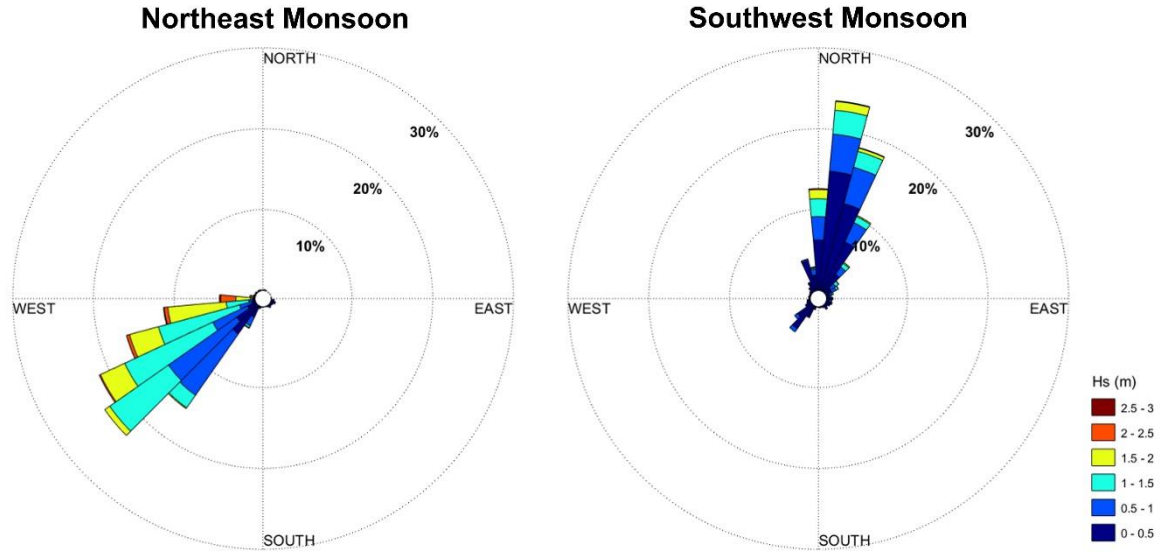 Northeast Monsoon
Southwest Monsoon
NORTH
30%
20%
10%
WEST
EAST
SOUTH
NORTH
30%
20%
10%
WEST
EAST
SOUTH
Hs (m)
2.5 - 3
2 - 2.5
1.5 - 2
1 - 1.5
0.5 - 1
0 - 0.5